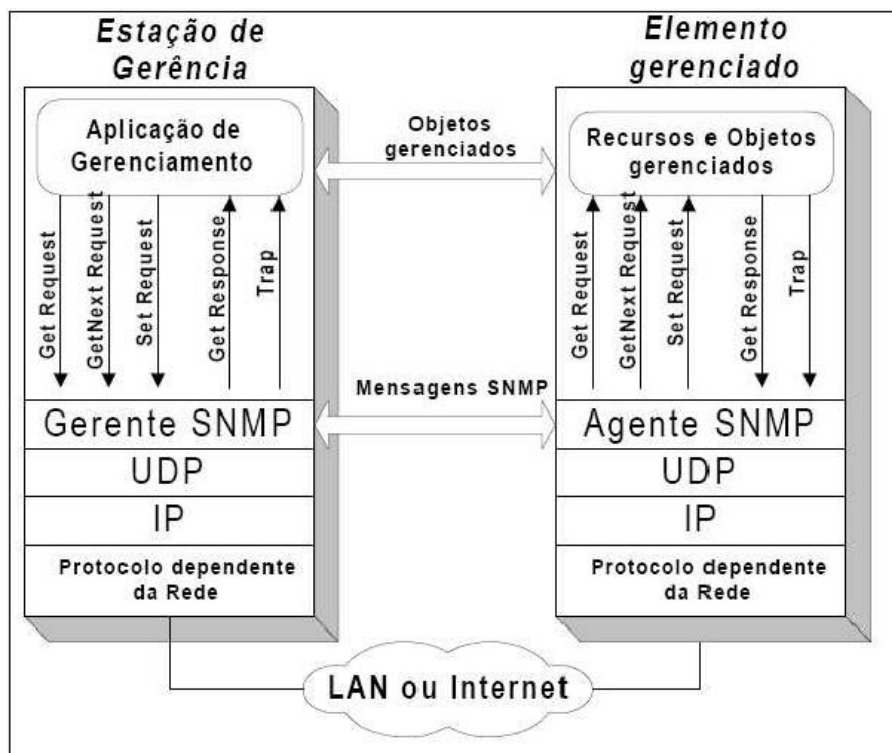 Estação de
Gerência
Elemento
gerenciado
Aplicação de
Gerenciamento
Objetos
gerenciados
Recursos e Objetos
gerenciados
Get Request
GetNext Request
Set Request
Get Response
Trap
Get Request
GetNext Request
Set Request
Get Response
Trap
Mensagens SNMP
Gerente SNMP
Agente SNMP
UDP
UDP
IP
IP
Protocolo dependente
da Rede
Protocolo dependente
da Rede
LAN ou Internet